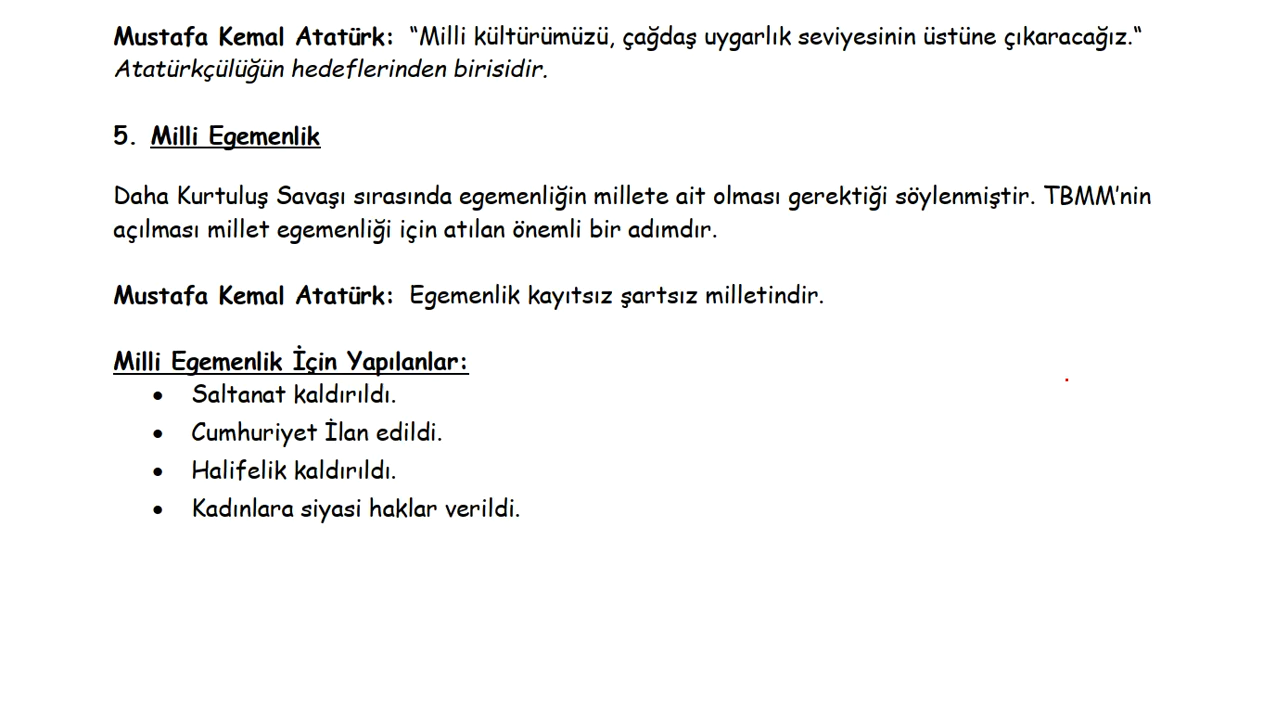 Mustafa Kemal Atatürk: “Milli kültürümüzü, çağdaş uygarlık seviyesinin üstüne çıkaracağız.“
Atatürkçülüğün hedeflerinden birisidir.
5. Milli Egemenlik
Daha Kurtuluş Savaşı sırasında egemenliğin millete ait olması gerektiği söylenmiştir. TBMM’nin
açılması millet egemenliği için atılan önemli bir adımdır.
Mustafa Kemal Atatürk: Egemenlik kayıtsız şartsız milletindir.
Milli Egemenlik İçin Yapılanlar:
• Saltanat kaldırıldı.
• Cumhuriyet İlan edildi.
• Halifelik kaldırıldı.
• Kadınlara siyasi haklar verildi.